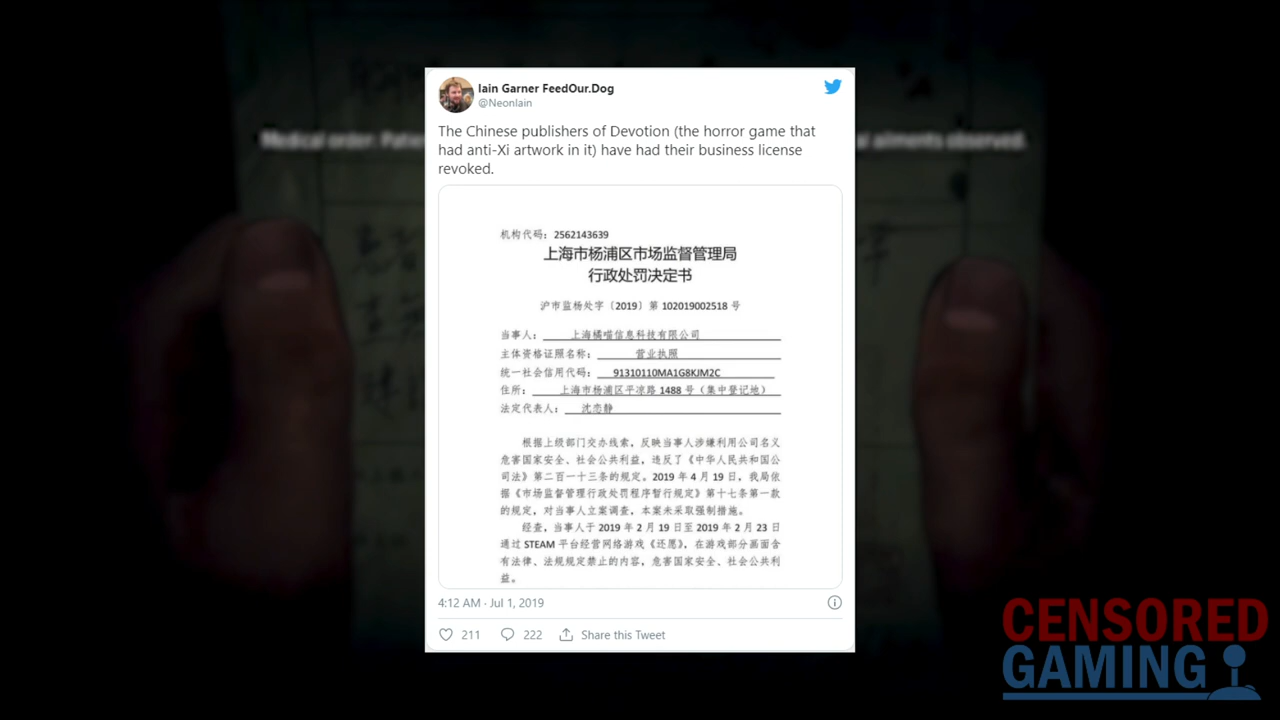 Iain Garner FeedOur.Dog
@NeonIain
The Chinese publishers of Devotion (the horror game that
had anti-Xi artwork in it) have had their business license
revoked.
机构代码：2562143639
上海市杨浦区市场监督管理局
行政处罚决定书
沪市监杨处字〔2019〕第 102019002518 号
当事人：上海橘喵信息科技有限公司
主体资格证照名称：营业执照
统一社会信用代码：91310110MA1G8KJM2C
住所：上海市杨浦区平凉路 1488 号（集中登记地）
法定代表人：沈恋静
根据上级部门交办线索，反映当事人涉嫌利用公司名义
危害国家安全、社会公共利益，违反了《中华人民共和国公
司法》第二百一十三条的规定。2019 年 4 月 19 日，我局依
据《市场监督管理行政处罚程序暂行规定》第十七条第一款
的规定，对当事人立案调查，本案未采取强制措施。
经查，当事人于 2019 年 2 月 19 日至 2019 年 2 月 23 日
通过 STEAM 平台经营网络游戏《还愿》，在游戏部分画面含
有法律、法规规定禁止的内容，危害国家安全、社会公共利
益。
4:12 AM · Jul 1, 2019
211 222 Share this Tweet
Medical order: Patie
al ailments observed.
CENSORED
GAMING